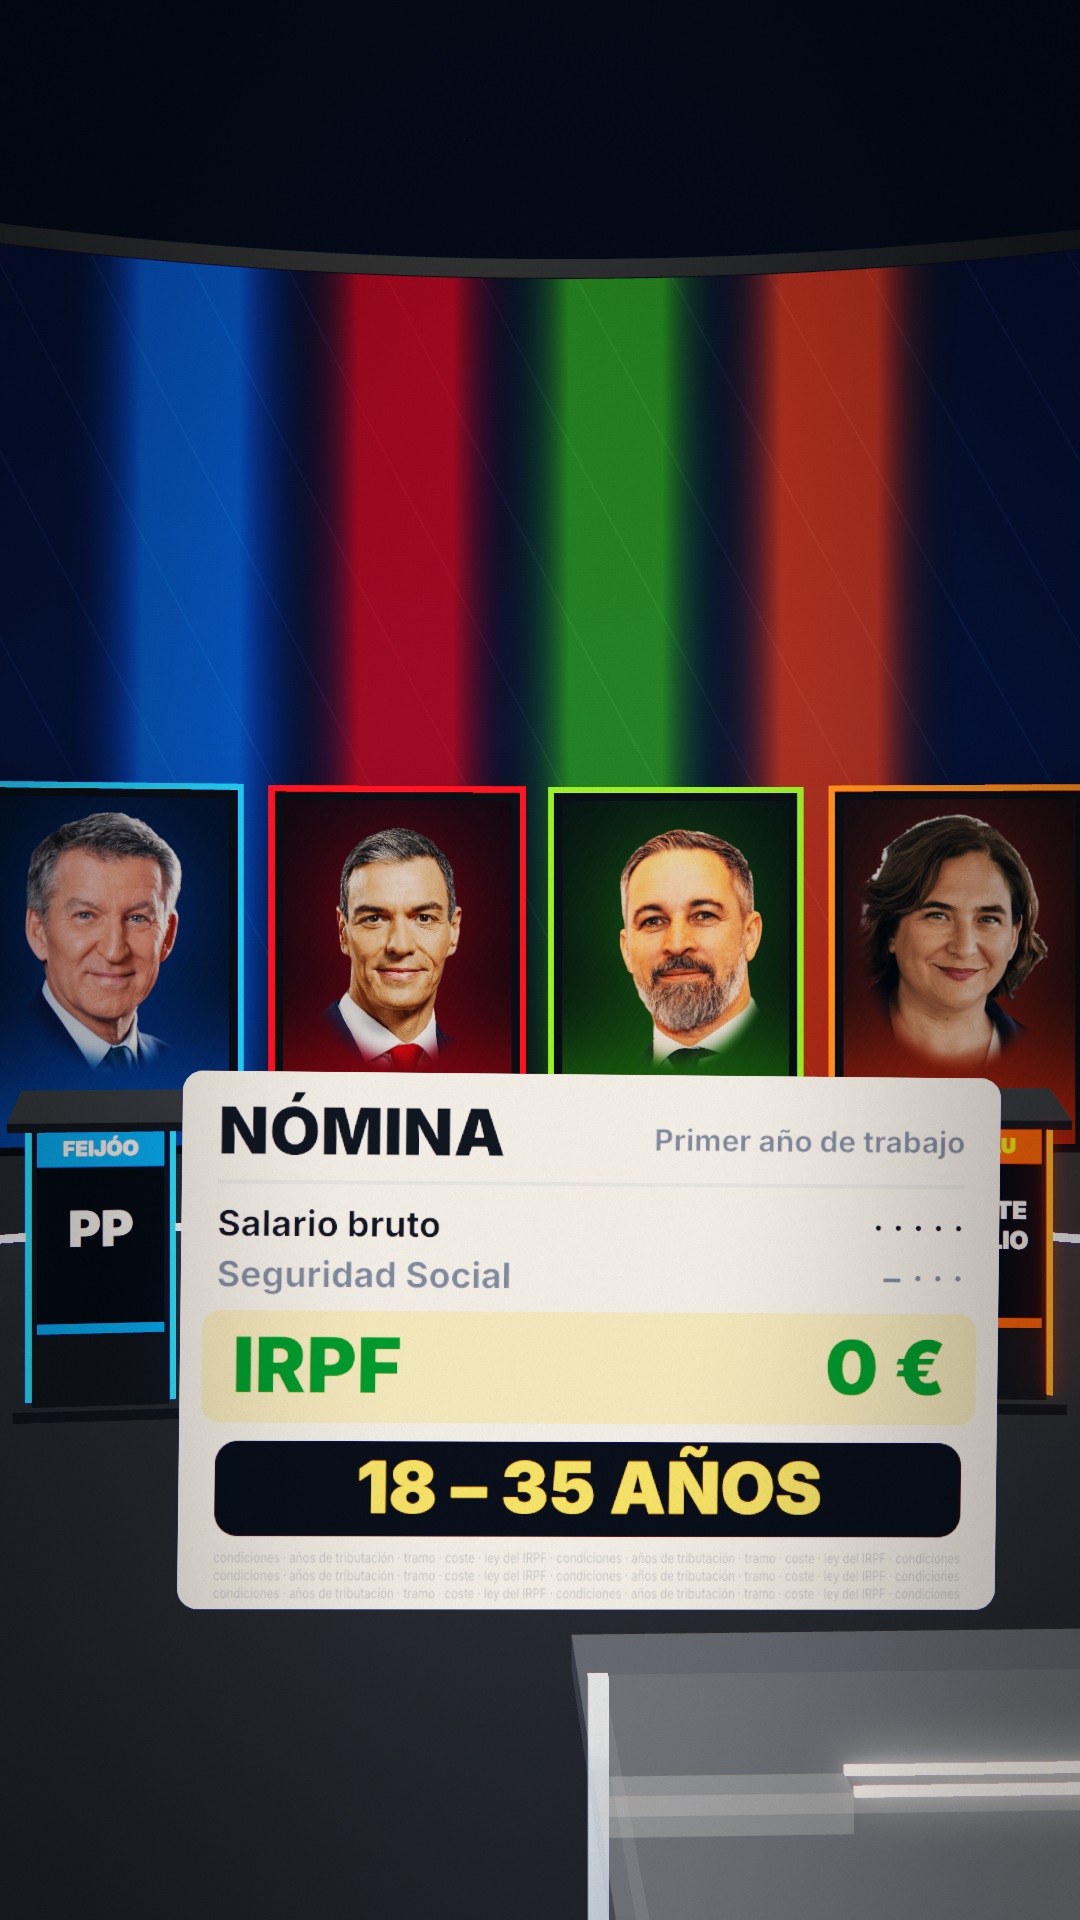 FEIJÓO
PP
U
TE
LIO
NÓMINA
Primer año de trabajo
Salario bruto
.....
Seguridad Social
– ...
IRPF
0 €
18 – 35 AÑOS
condiciones · años de tributación · tramo · coste · ley del IRPF · condiciones · años de tributación · tramo · coste · ley del IRPF · condiciones
condiciones · años de tributación · tramo · coste · ley del IRPF · condiciones · años de tributación · tramo · coste · ley del IRPF · condiciones
condiciones · años de tributación · tramo · coste · ley del IRPF · condiciones · años de tributación · tramo · coste · ley del IRPF · condiciones